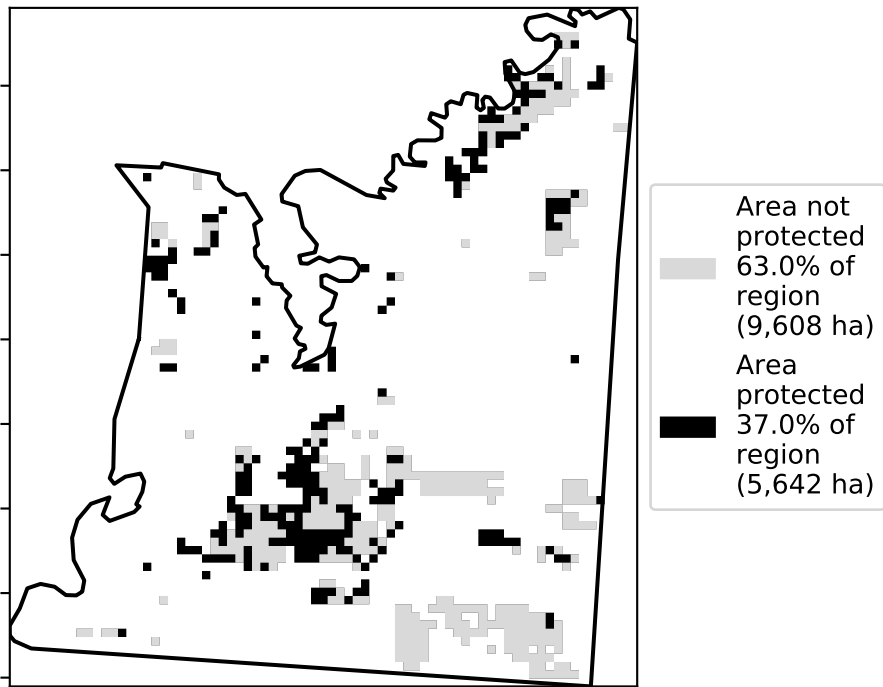 Area not
protected
63.0% of
region
(9,608 ha)
Area
protected
37.0% of
region
(5,642 ha)